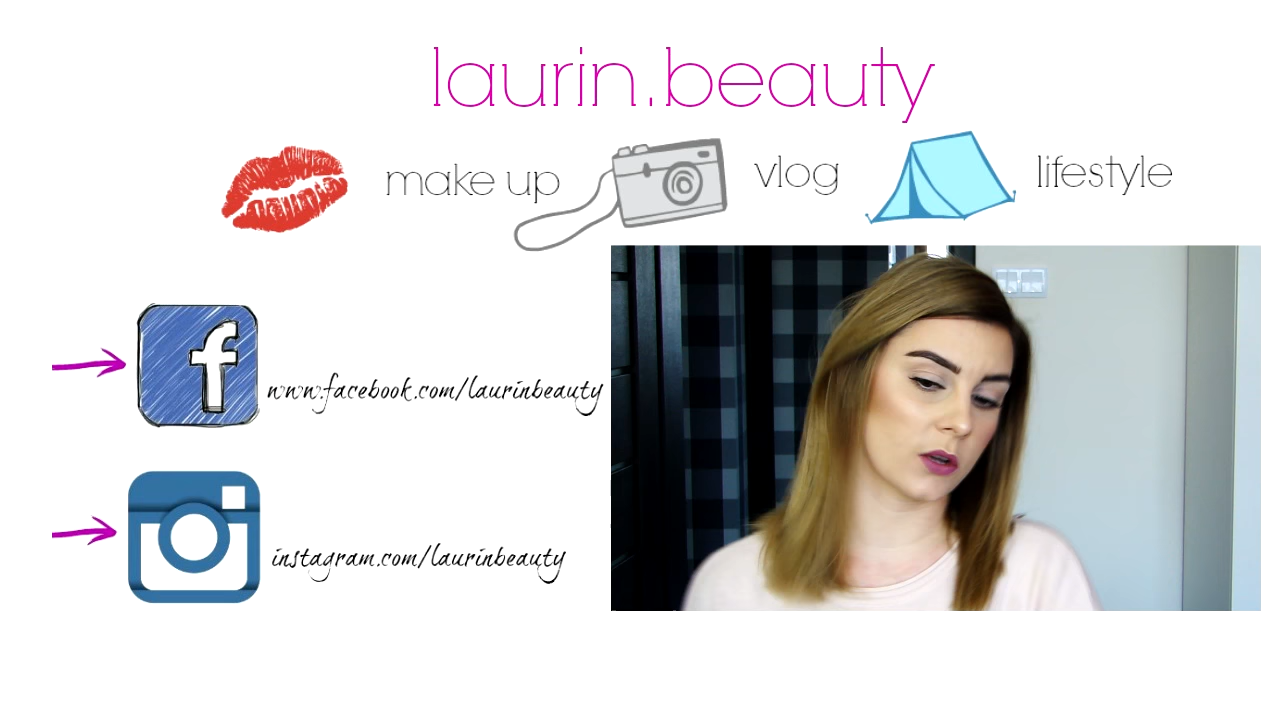 laurin.beauty
make up
vlog
lifestyle
www.facebook.com/laurinbeauty
instagram.com/laurinbeauty